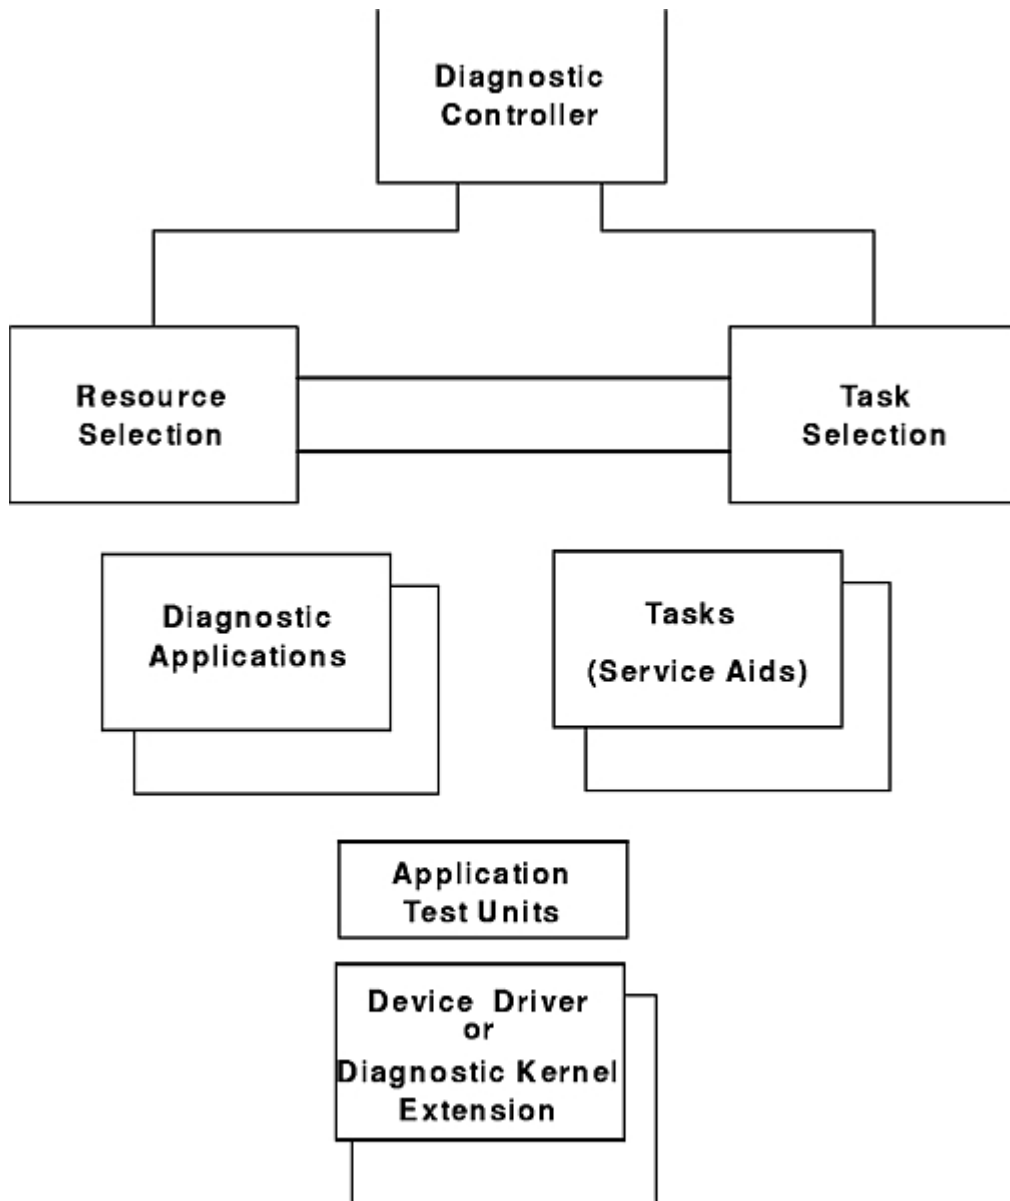 Diagnostic
Controller
Resource
Selection
Task
Selection
Diagnostic
Applications
Tasks
(Service Aids)
Application
Test Units
Device Driver
or
Diagnostic Kernel
Extension